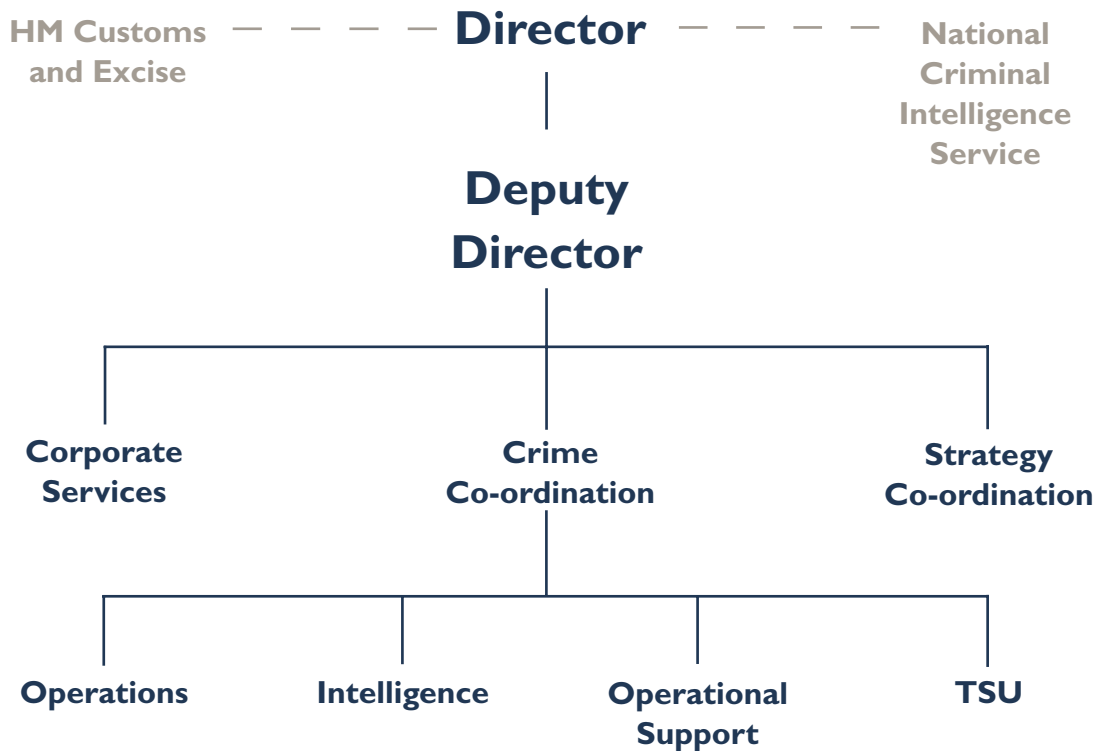 HM Customs
and Excise
Director
National
Criminal
Intelligence
Service
Deputy
Director
Corporate
Services
Crime
Co-ordination
Strategy
Co-ordination
Operations
Intelligence
Operational
Support
TSU